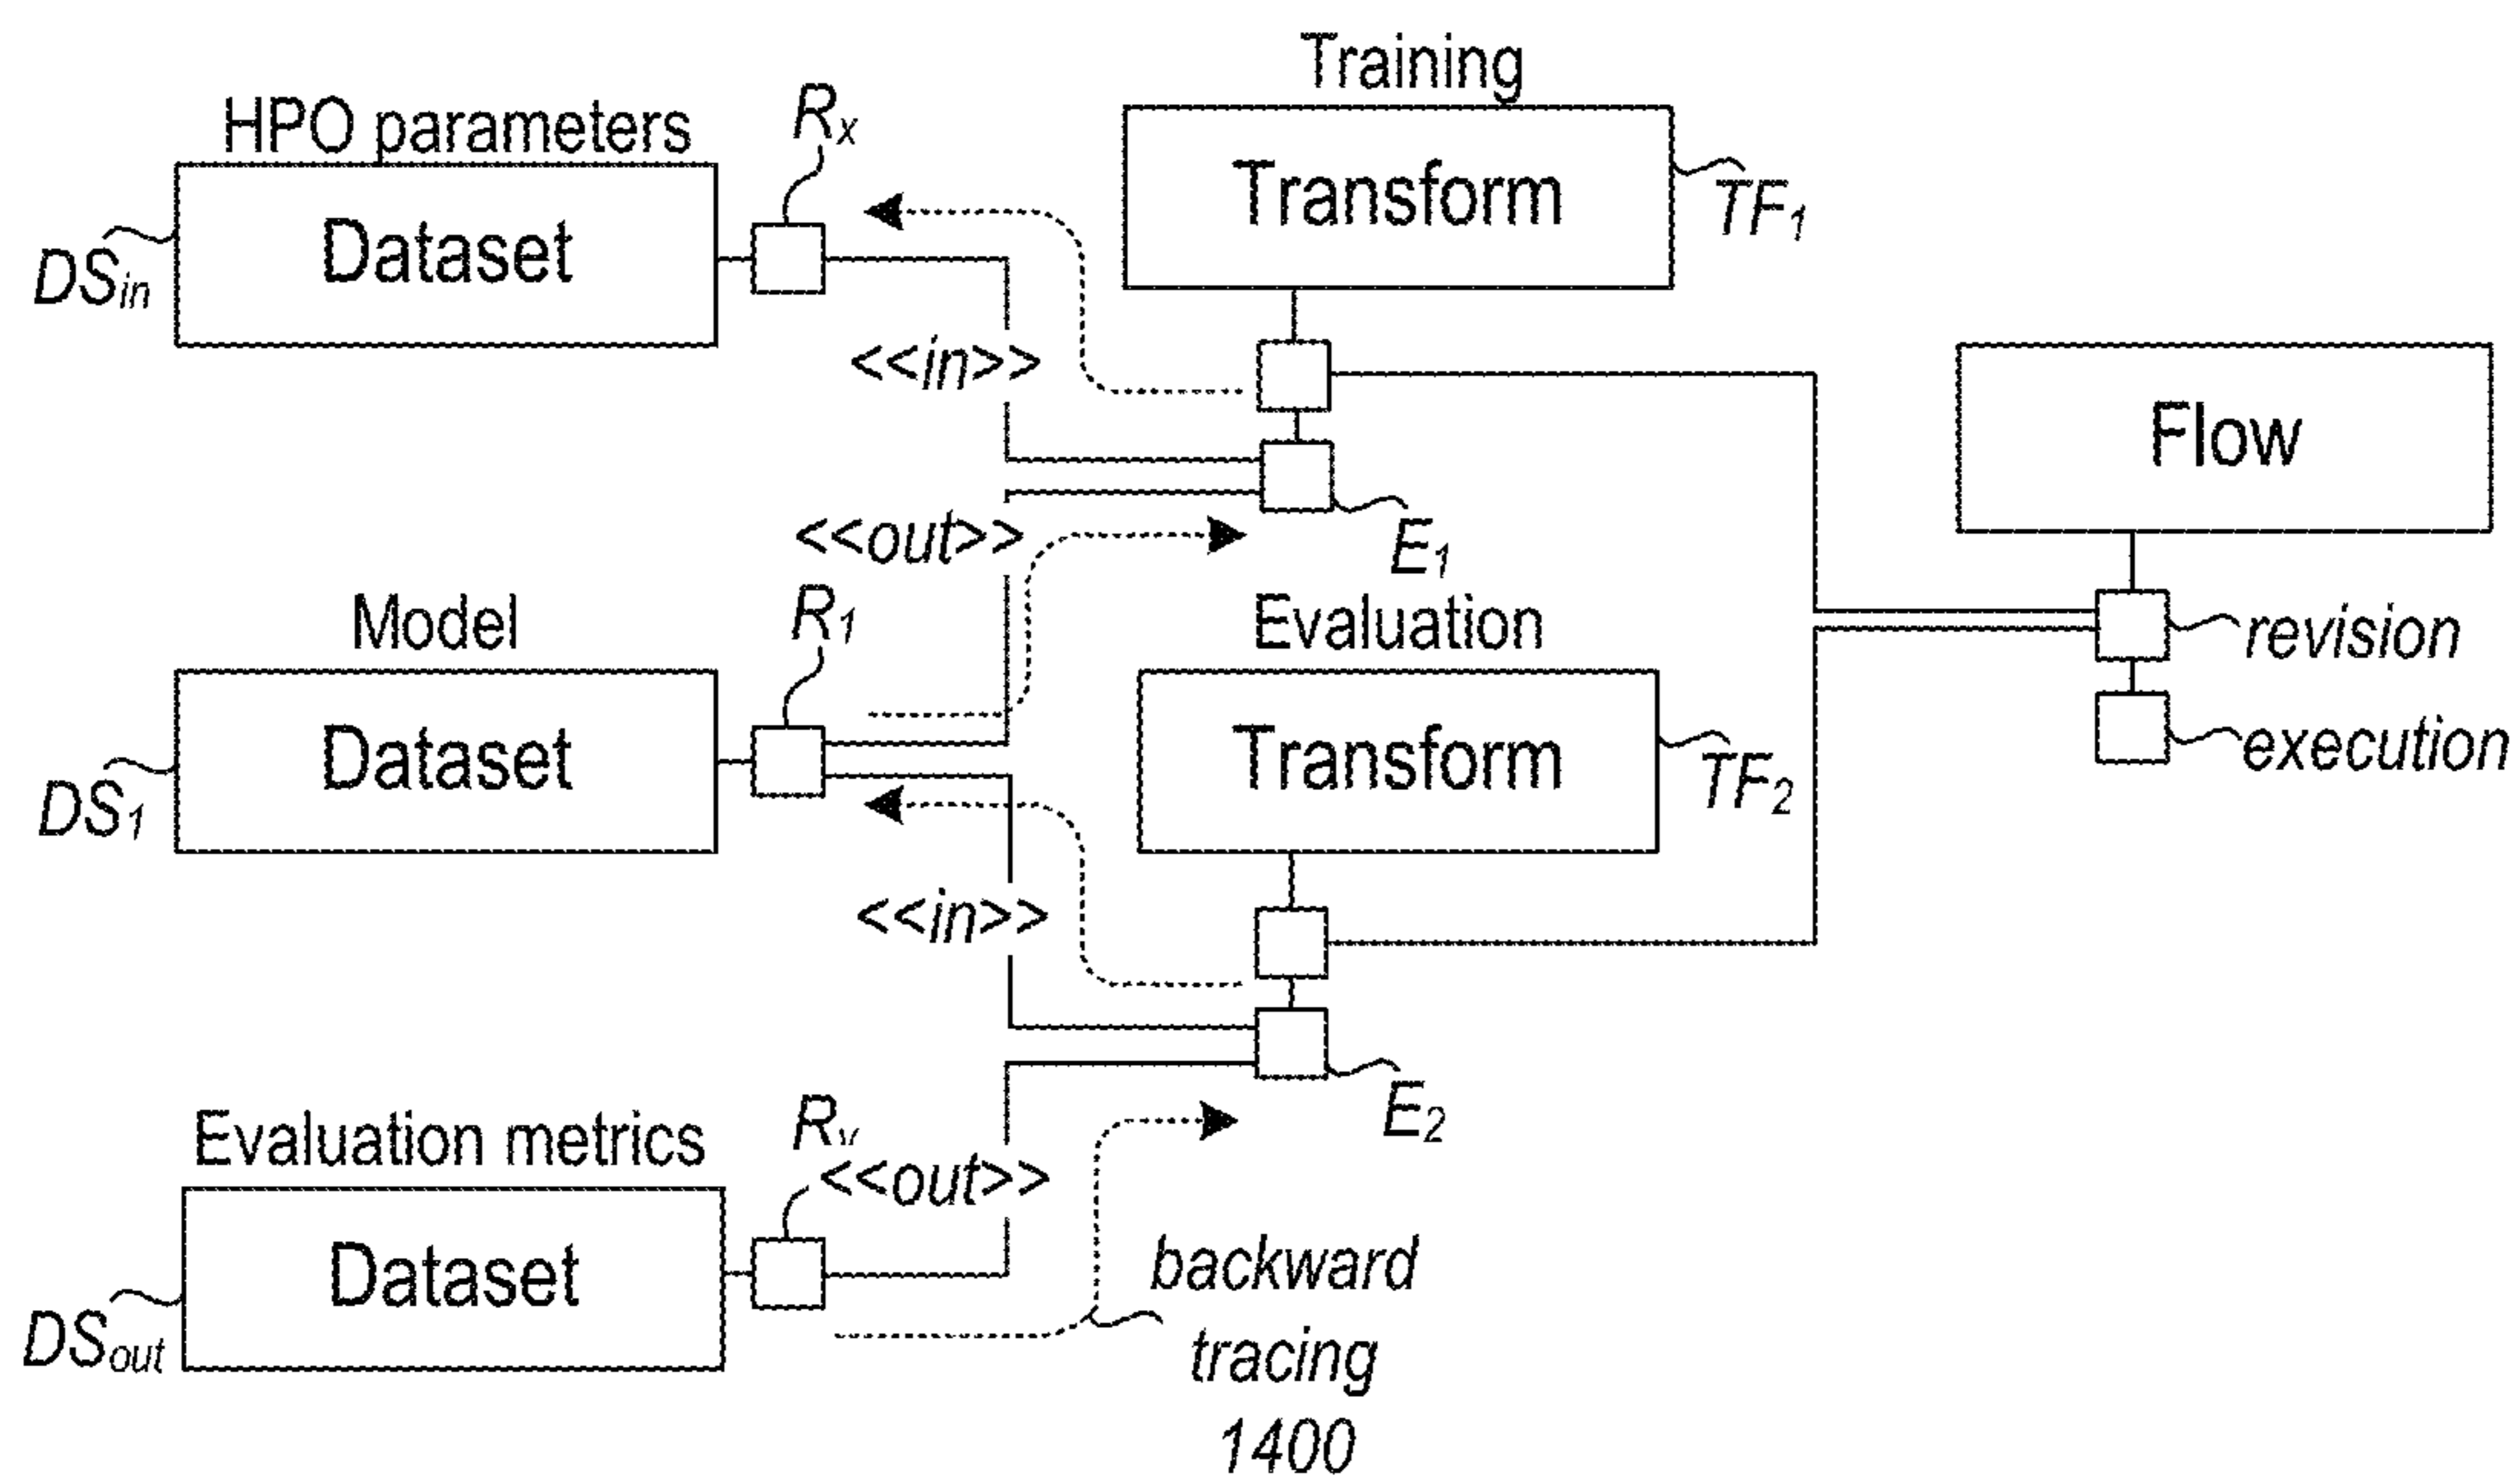 Training
HPO parameters
Rx
Transform
TF1
Dataset
DSin
<<in>>
Flow
<<out>>
E1
Model
R1
Evaluation
revision
Dataset
Transform
execution
DS1
TF2
<<in>>
E2
Evaluation metrics
Ry
<<out>>
Dataset
DSout
backward
tracing
1400